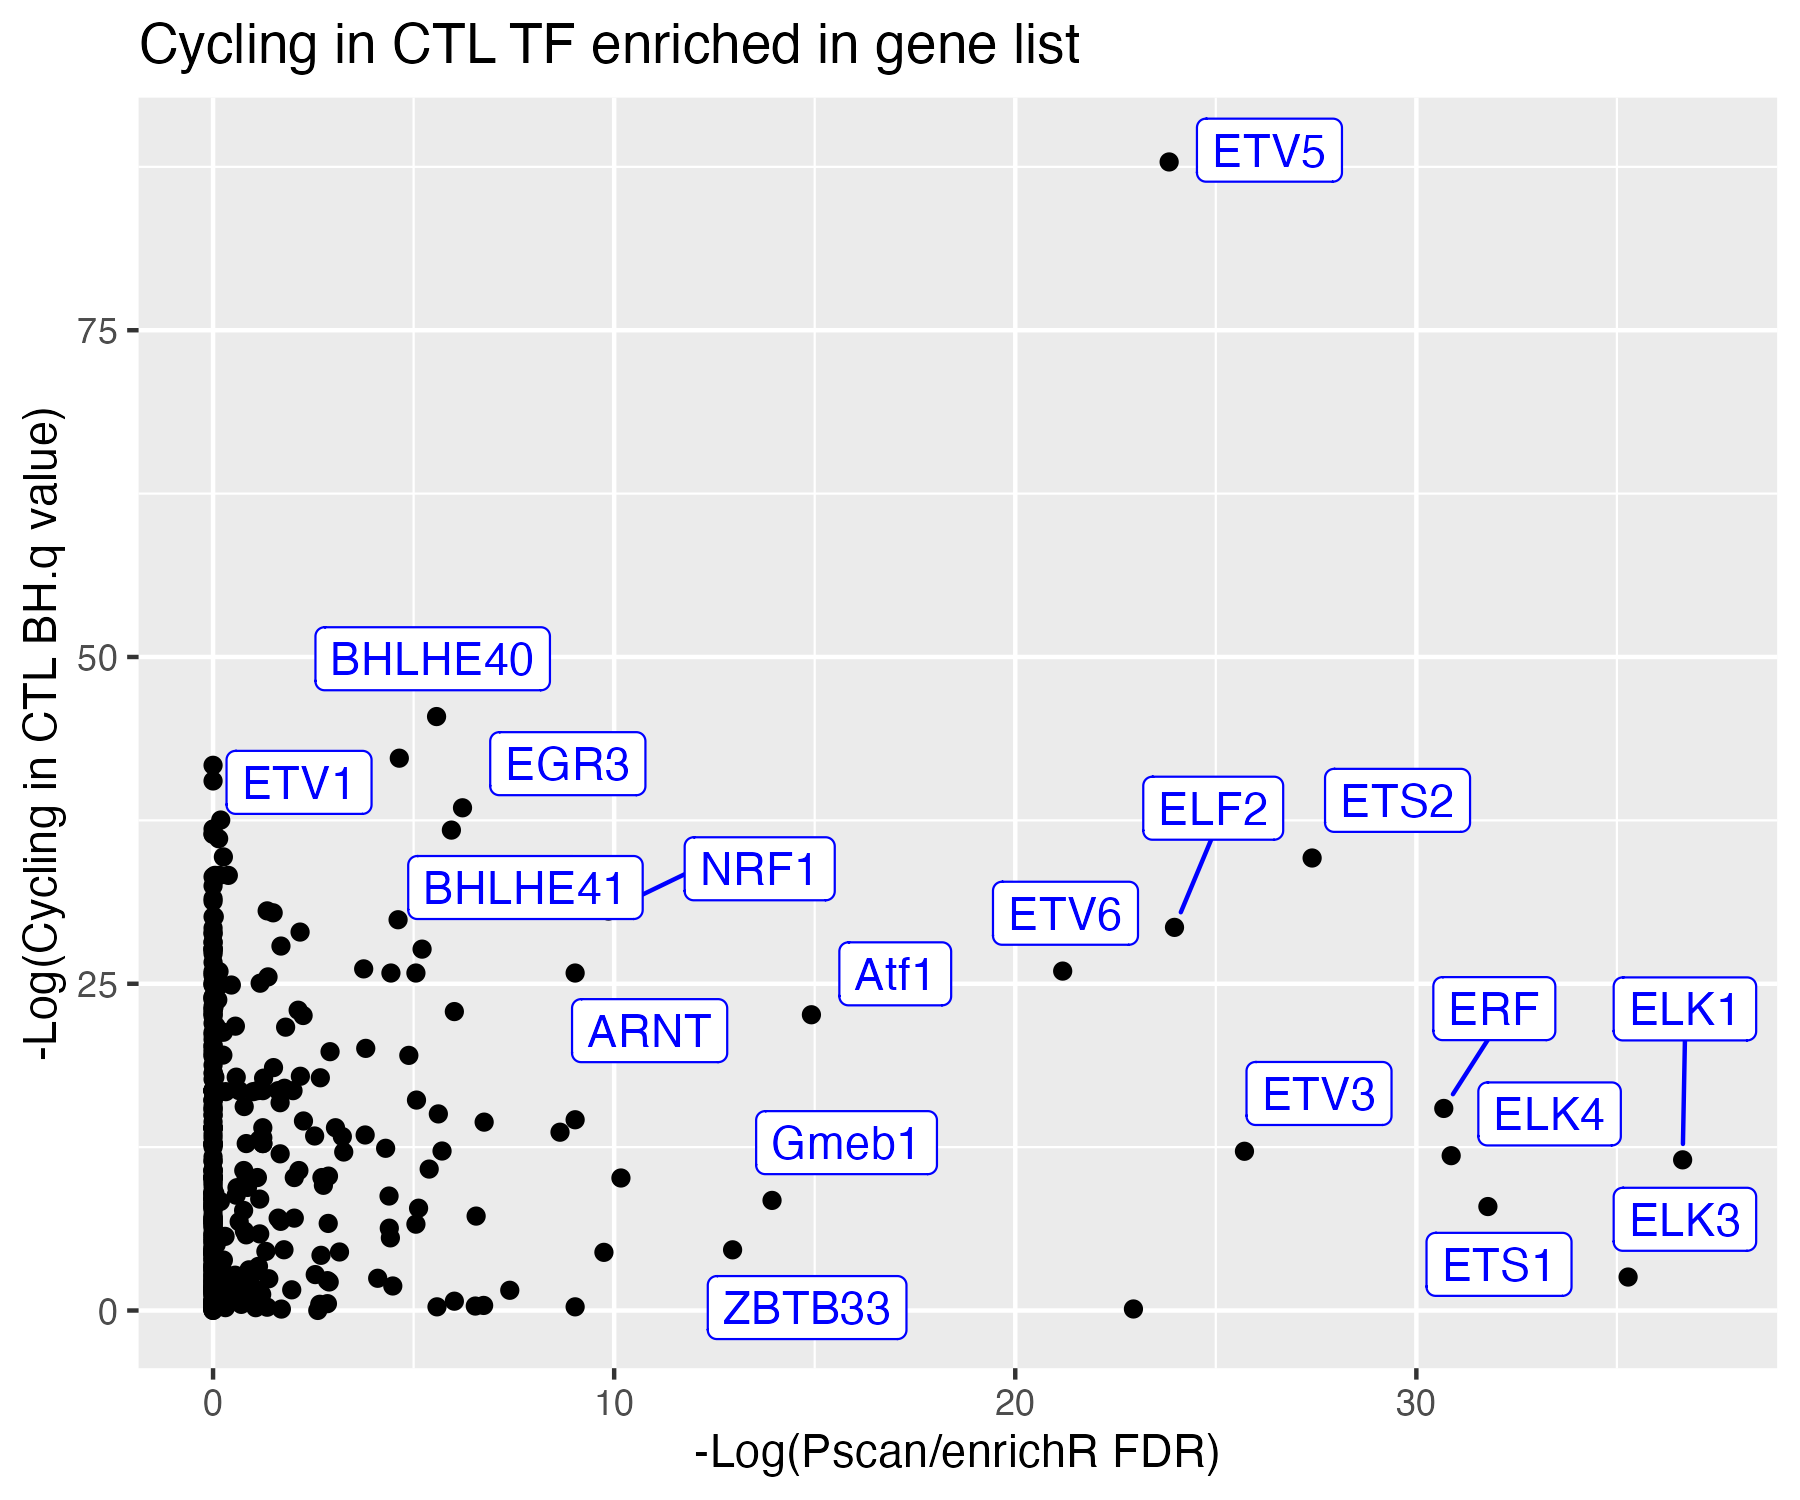 Cycling in CTL TF enriched in gene list
-Log(Cycling in CTL BH.q value)
75
50
25
0
ETV5
BHLHE40
EGR3
ETV1
ELF2
ETS2
NRF1
BHLHE41
ETV6
Atf1
ERF
ELK1
ARNT
ETV3
ELK4
Gmeb1
ELK3
ETS1
ZBTB33
0
10
20
30
-Log(Pscan/enrichR FDR)